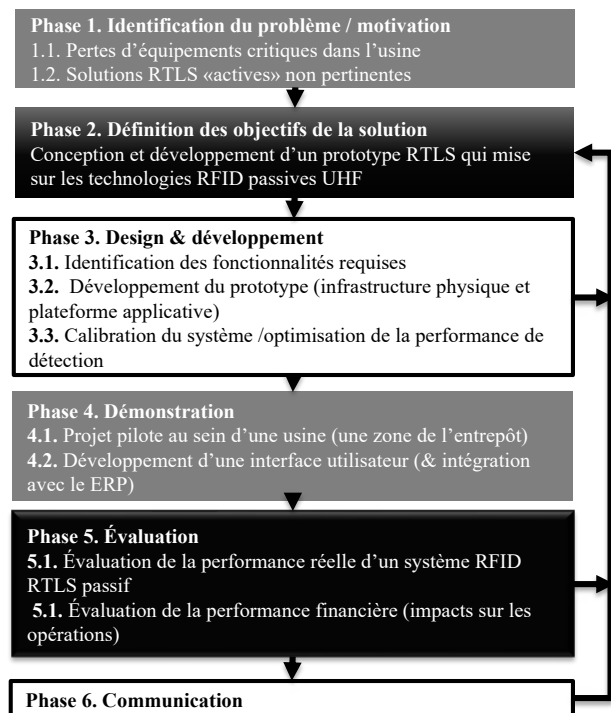 Phase 1. Identification du problème / motivation
1.1. Pertes d’équipements critiques dans l’usine
1.2. Solutions RTLS «actives» non pertinentes
Phase 2. Définition des objectifs de la solution
Conception et développement d’un prototype RTLS qui mise
sur les technologies RFID passives UHF
Phase 3. Design & développement
3.1. Identification des fonctionnalités requises
3.2. Développement du prototype (infrastructure physique et
plateforme applicative)
3.3. Calibration du système /optimisation de la performance de
détection
Phase 4. Démonstration
4.1. Projet pilote au sein d’une usine (une zone de l’entrepôt)
4.2. Développement d’une interface utilisateur (& intégration
avec le ERP)
Phase 5. Évaluation
5.1. Évaluation de la performance réelle d’un système RFID
RTLS passif
5.1. Évaluation de la performance financière (impacts sur les
opérations)
Phase 6. Communication